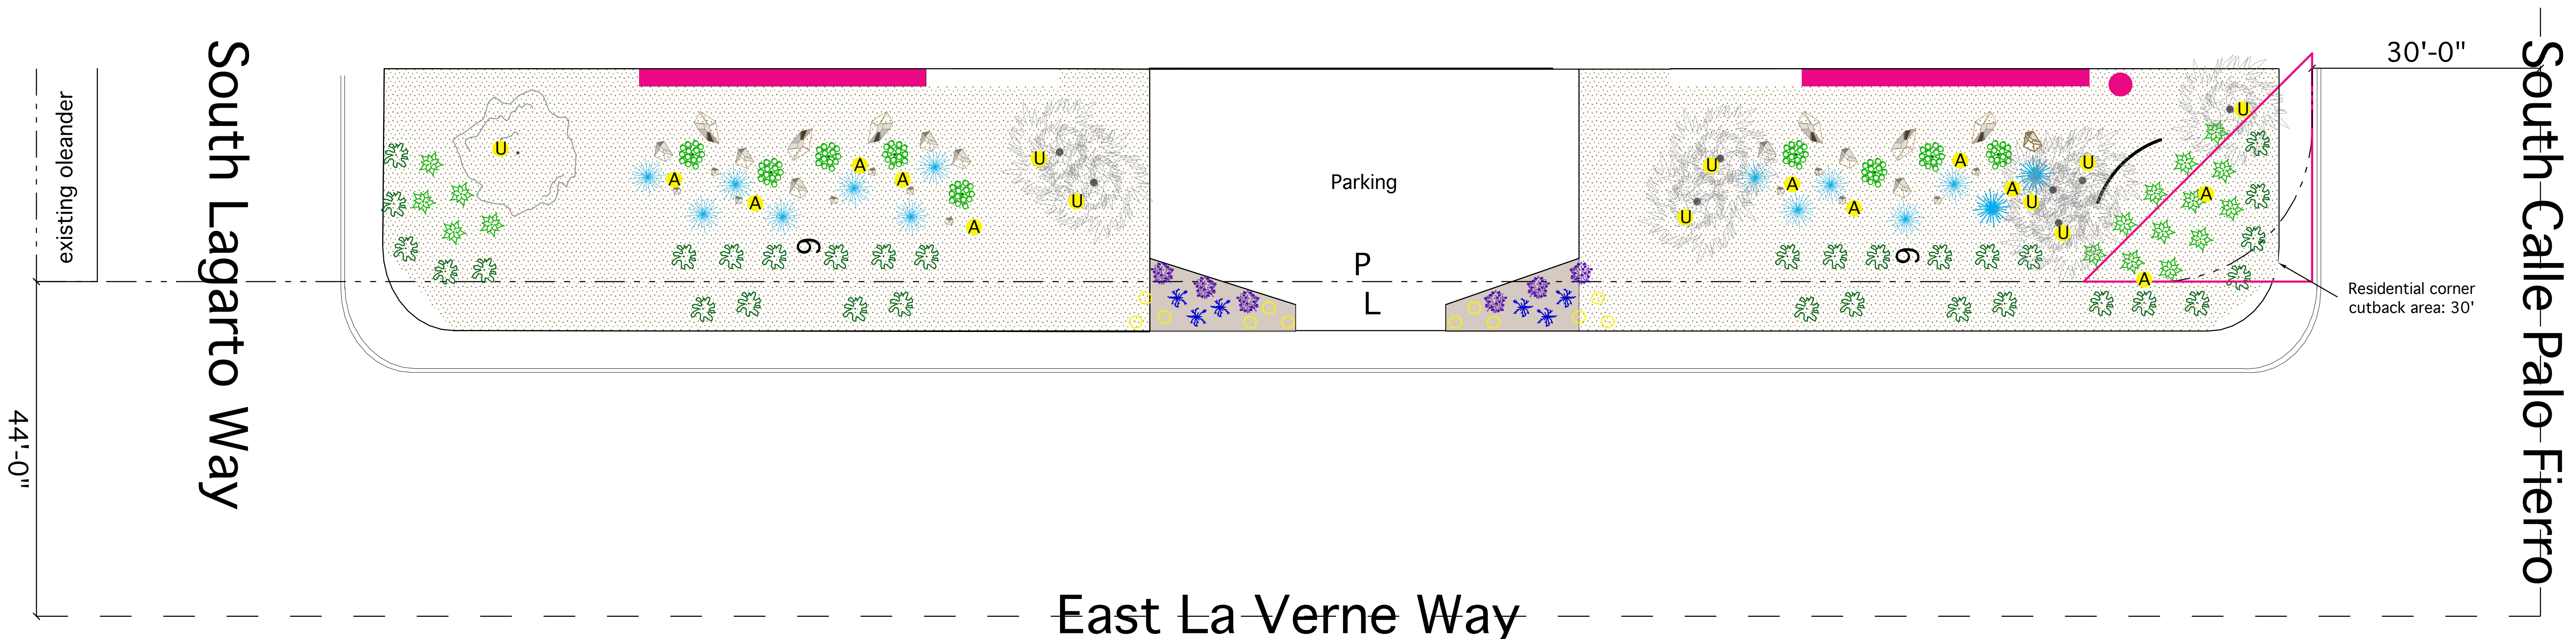 South Lagarto Way
existing oleander
44'-0"
U
A
A
A
A
A
A
U
U
6
Parking
P
L
U
U
A
A
A
A
U
U
U
6
U
A
A
30'-0"
Residential corner
cutback area: 30'
South Calle Palo Fierro
East La Verne Way